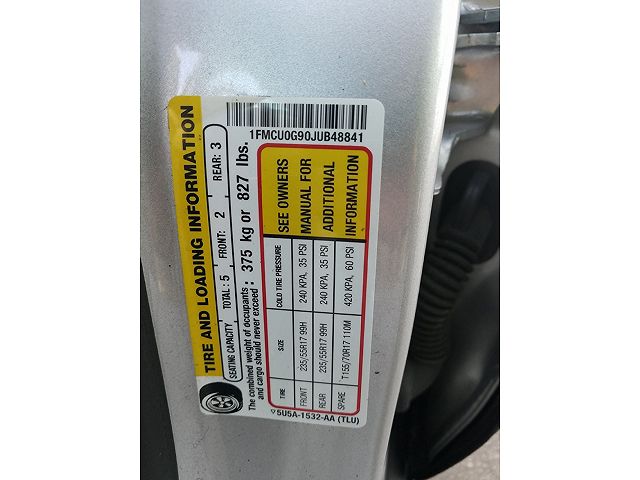 TIRE AND LOADING INFORMATION
SEATING CAPACITY TOTAL: 5 FRONT: 2 REAR: 3
The combined weight of occupants and cargo should never exceed : 375 kg or 827 lbs.
TIRE SIZE COLD TIRE PRESSURE SEE OWNERS
FRONT 235/55R17 99H 240 KPA, 35 PSI MANUAL FOR
REAR 235/55R17 99H 240 KPA, 35 PSI ADDITIONAL
SPARE T155/70R17 110M 420 KPA, 60 PSI INFORMATION
1FMCU0G90JUB48841
5U5A-1532-AA (TLU)